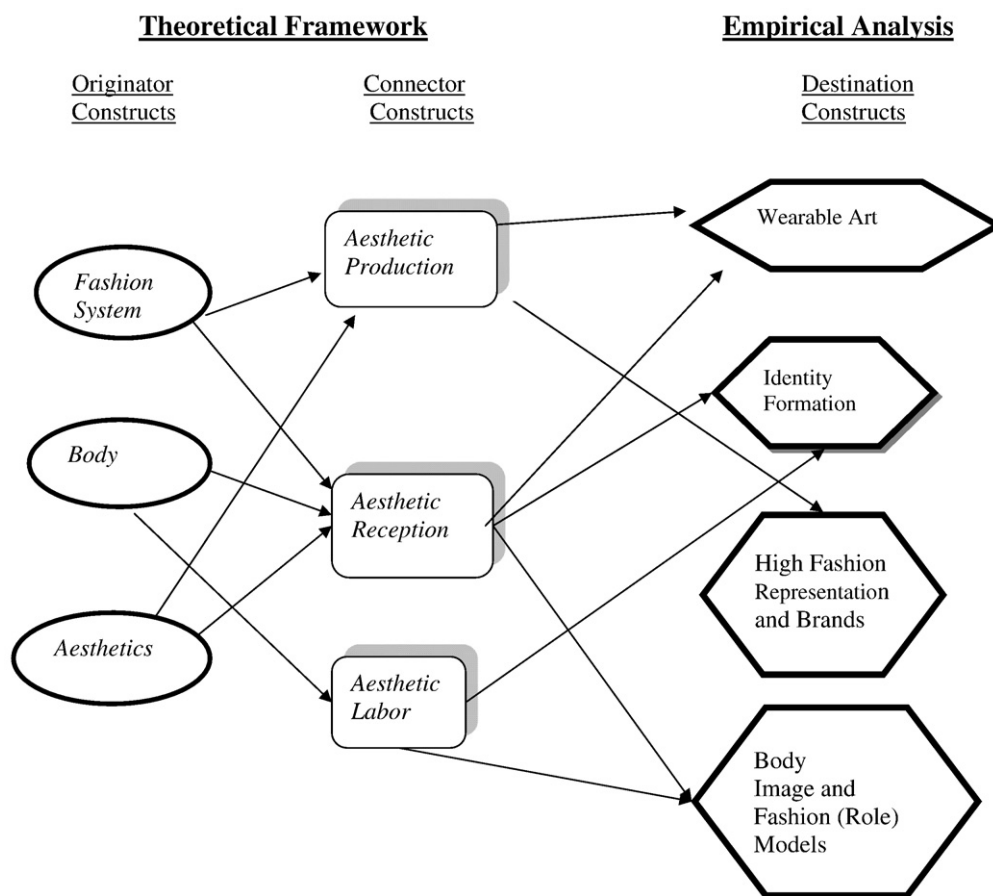 Theoretical Framework
Empirical Analysis
Originator
Constructs
Connector
Constructs
Destination
Constructs
Fashion
System
Body
Aesthetics
Aesthetic
Production
Aesthetic
Reception
Aesthetic
Labor
Wearable Art
Identity
Formation
High Fashion
Representation
and Brands
Body
Image and
Fashion (Role)
Models